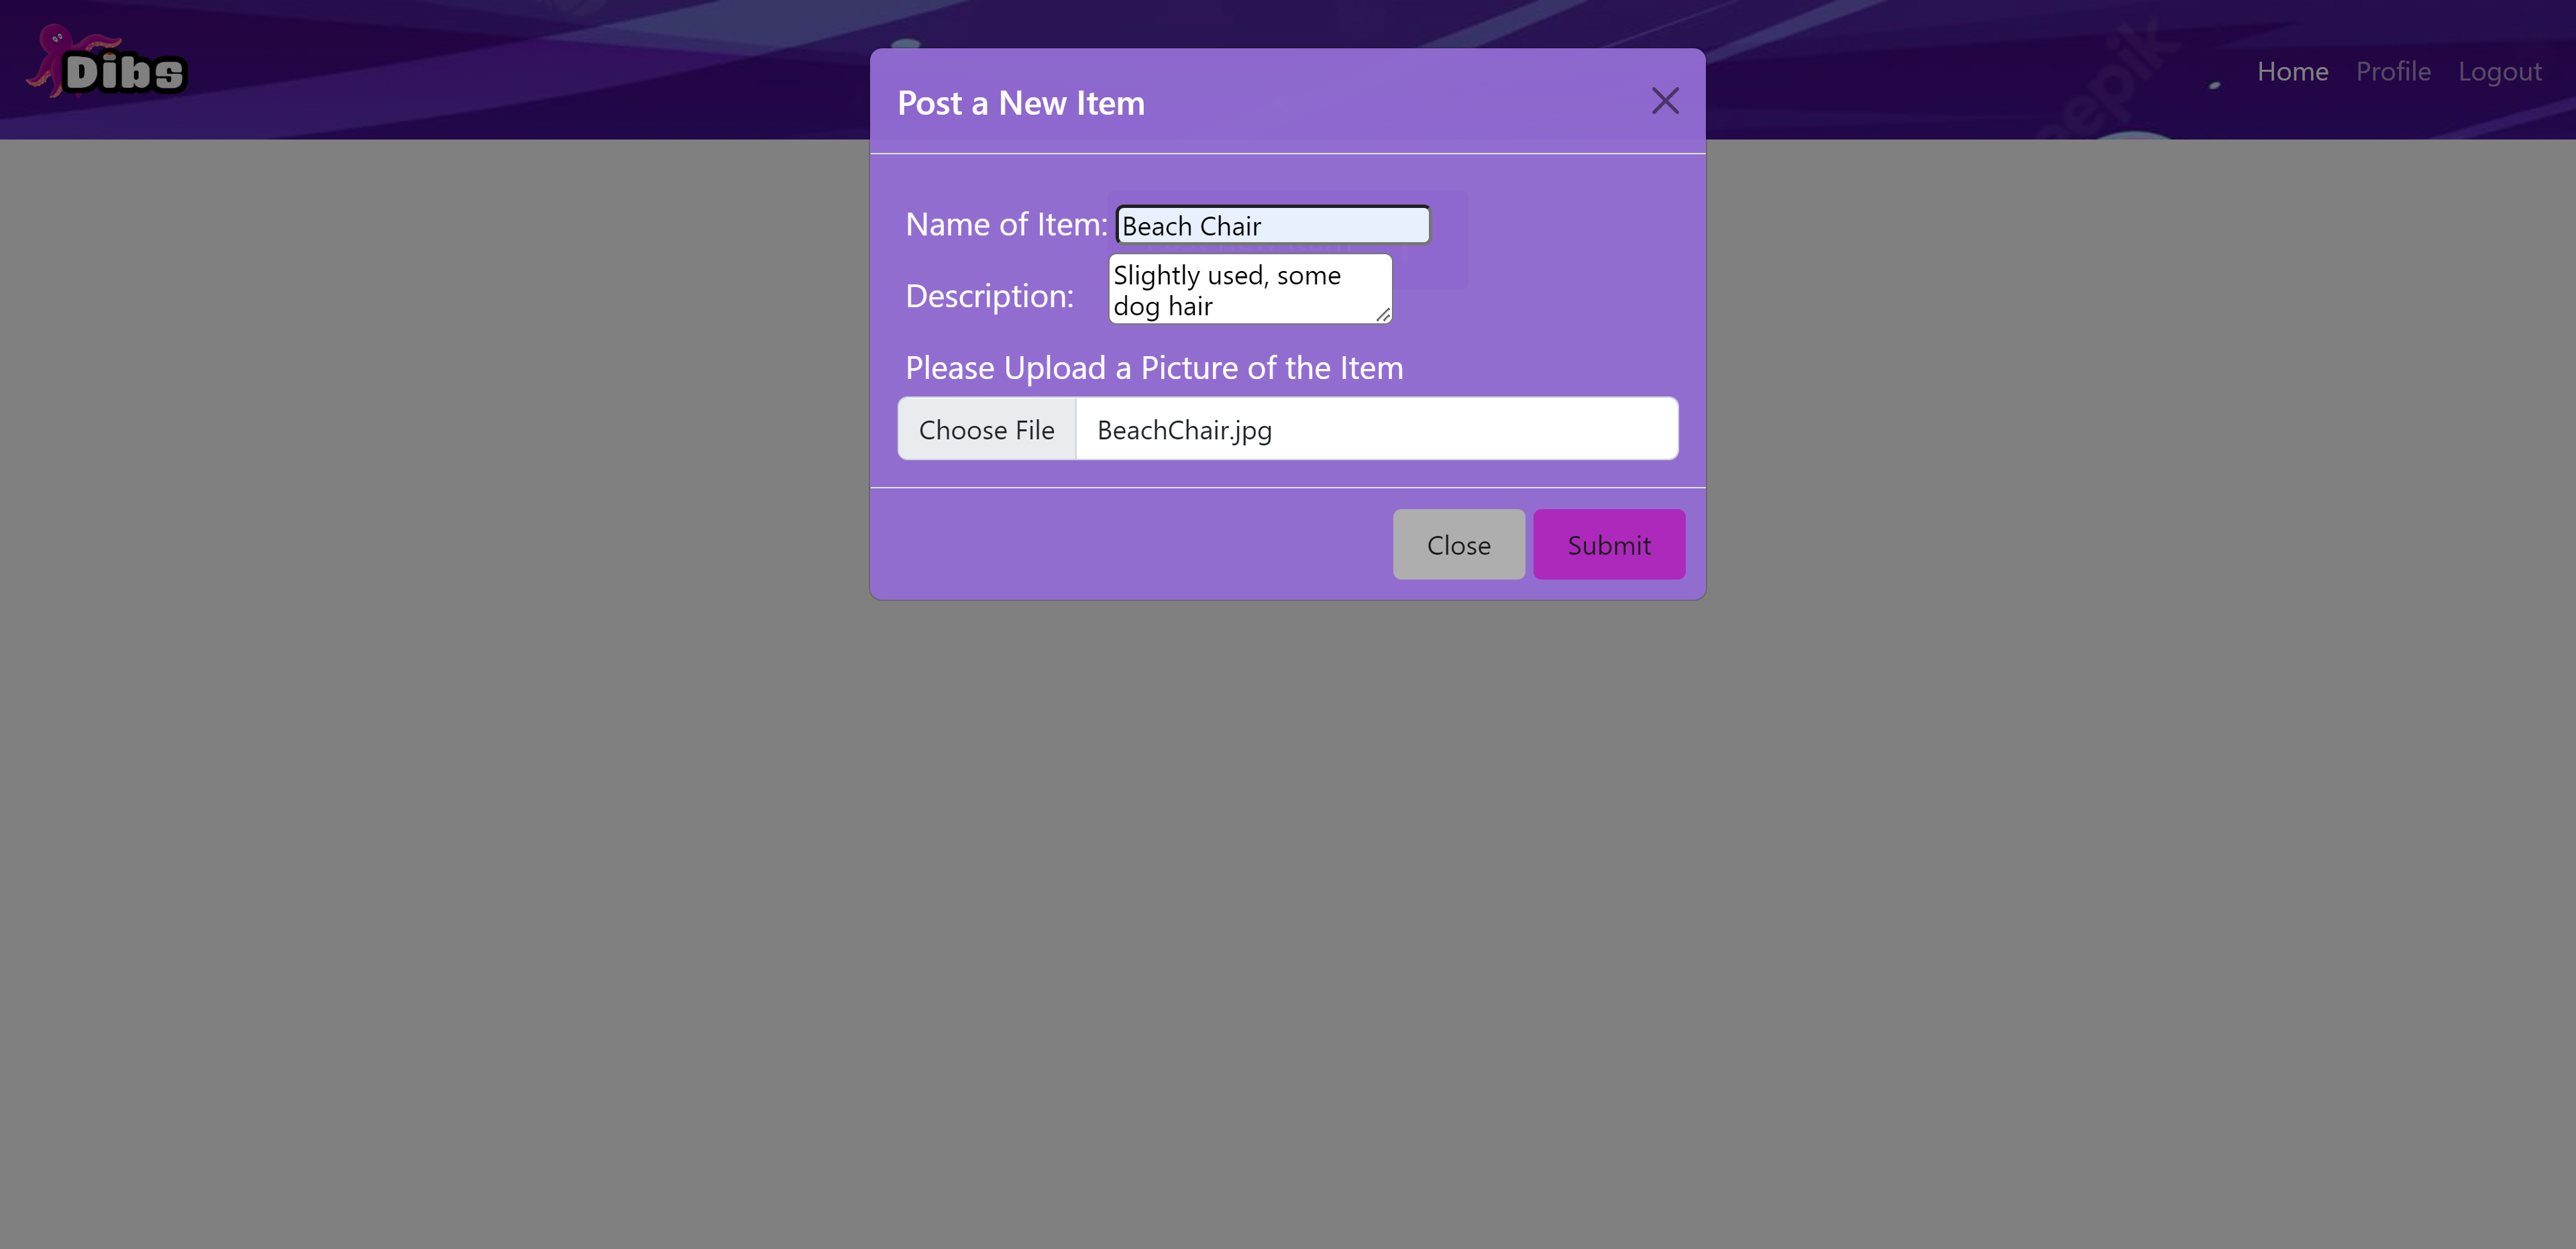 Dibs
Home Profile Logout
Post a New Item
Name of Item: Beach Chair
Description: Slightly used, some
dog hair
Please Upload a Picture of the Item
Choose File BeachChair.jpg
Close Submit